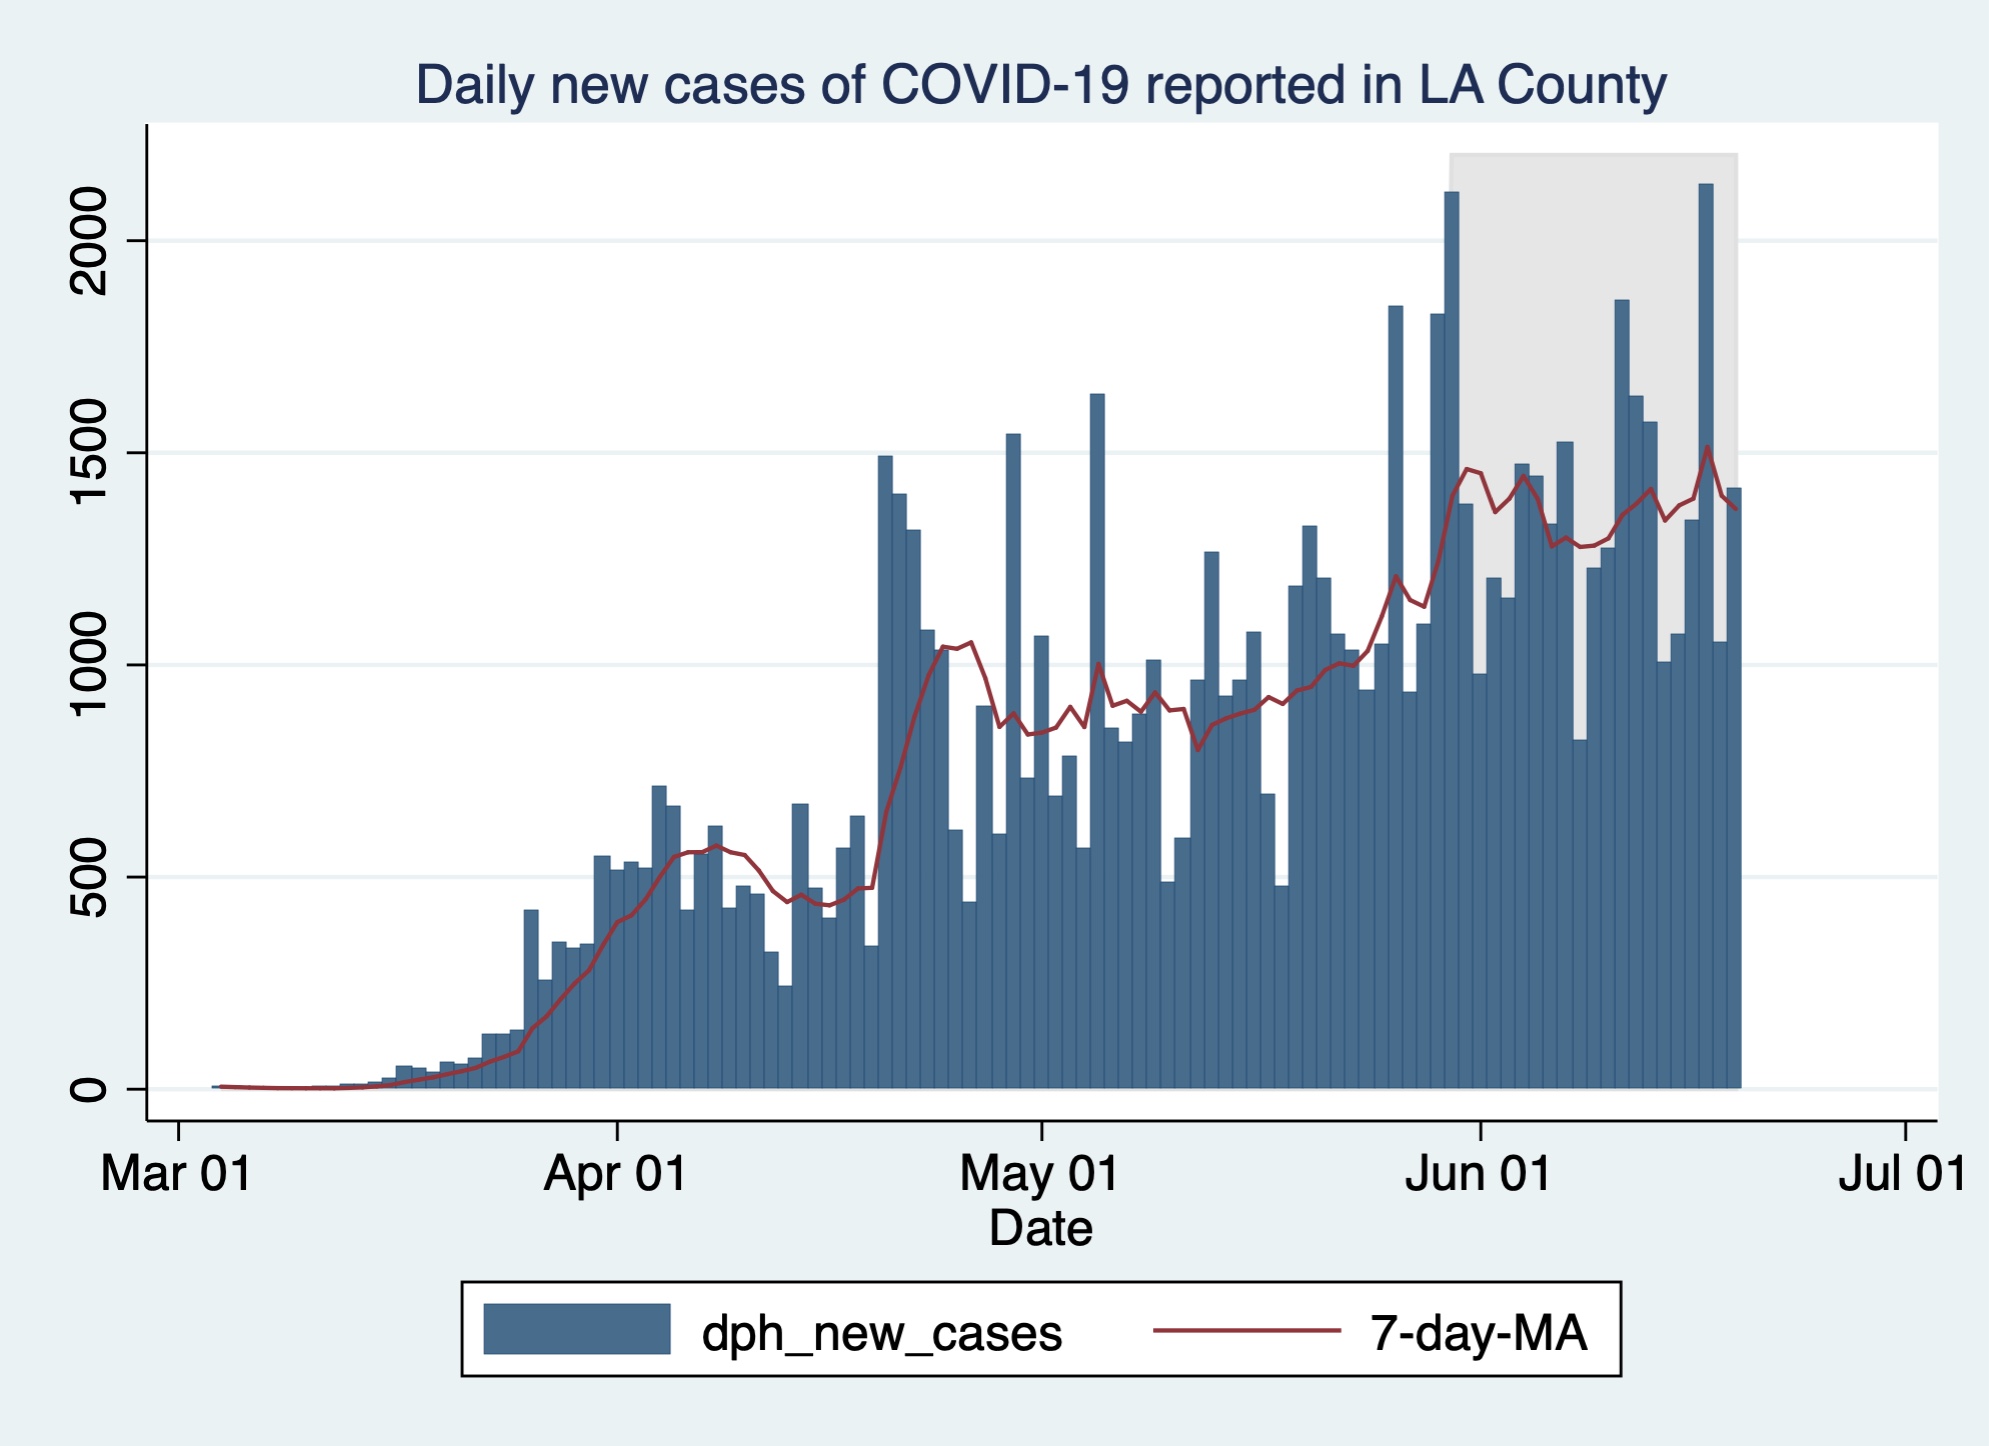 Daily new cases of COVID-19 reported in LA County
2000
1500
1000
500
0
Mar 01 Apr 01 May 01 Jun 01 Jul 01
Date
dph_new_cases 7-day-MA